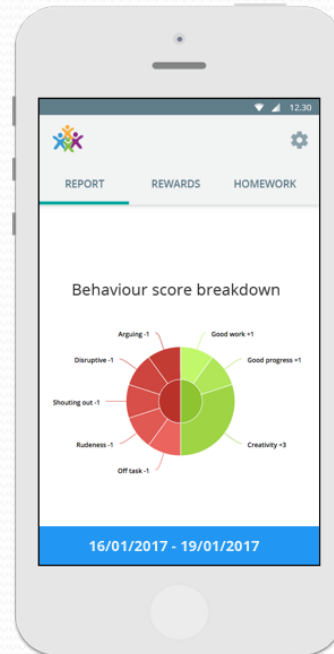 12.30
REPORT REWARDS HOMEWORK
Behaviour score breakdown
Arguing -1 Good work +1
Disruptive -1 Good progress +1
Shouting out -1
Rudeness -1 Creativity +3
Off task -1
16/01/2017 - 19/01/2017